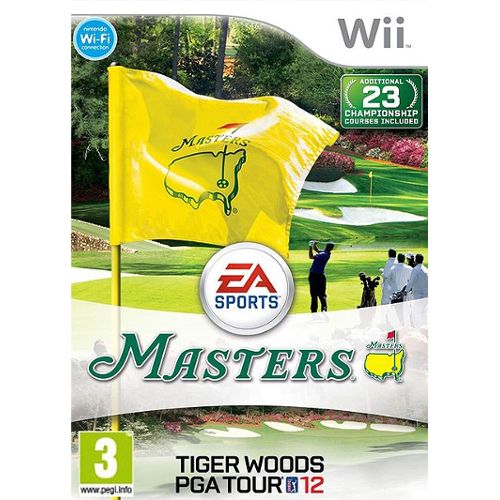 Nintendo
Wi-Fi
connection
Wii
ADDITIONAL
23
CHAMPIONSHIP
COURSES INCLUDED
MASTERS
EA
SPORTS
MASTERS
MASTERS
3
www.pegi.info
TIGER WOODS
PGA TOUR 12